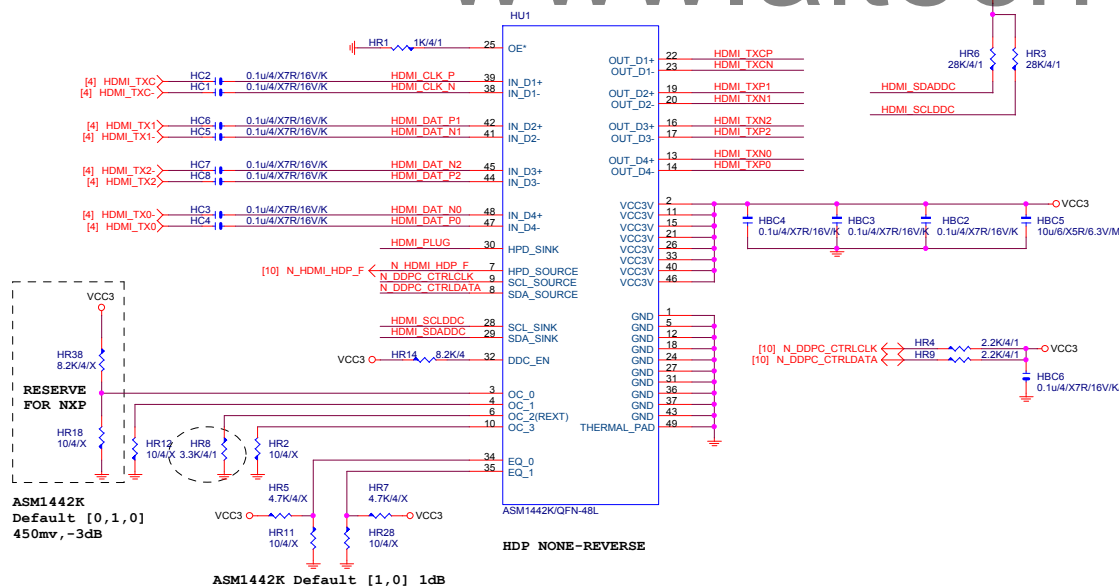 HU1
HR1 1K/4/1 25 OE*
[4] HDMI_TXC HC2 0.1u/4/X7R/16V/K HDMI_CLK_P 39 IN_D1+
[4] HDMI_TXC- HC1 0.1u/4/X7R/16V/K HDMI_CLK_N 38 IN_D1-
[4] HDMI_TX1 HC6 0.1u/4/X7R/16V/K HDMI_DAT_P1 42 IN_D2+
[4] HDMI_TX1- HC5 0.1u/4/X7R/16V/K HDMI_DAT_N1 41 IN_D2-
[4] HDMI_TX2- HC7 0.1u/4/X7R/16V/K HDMI_DAT_N2 45 IN_D3+
[4] HDMI_TX2 HC8 0.1u/4/X7R/16V/K HDMI_DAT_P2 44 IN_D3-
[4] HDMI_TX0- HC3 0.1u/4/X7R/16V/K HDMI_DAT_N0 48 IN_D4+
[4] HDMI_TX0 HC4 0.1u/4/X7R/16V/K HDMI_DAT_P0 47 IN_D4-
HDMI_PLUG 30 HPD_SINK
[10] N_HDMI_HDP_F N_HDMI_HDP_F 7 HPD_SOURCE
N_DDPC_CTRLCLK 9 SCL_SOURCE
N_DDPC_CTRLDATA 8 SDA_SOURCE
HDMI_SCLDDC 28 SCL_SINK
HDMI_SDADDC 29 SDA_SINK
VCC3 HR14 8.2K/4 32 DDC_EN
3 OC_0
4 OC_1
6 OC_2(REXT)
10 OC_3
34 EQ_0
35 EQ_1
OUT_D1+ 22 HDMI_TXCP
OUT_D1- 23 HDMI_TXCN
OUT_D2+ 19 HDMI_TXP1
OUT_D2- 20 HDMI_TXN1
OUT_D3+ 16 HDMI_TXN2
OUT_D3- 17 HDMI_TXP2
OUT_D4+ 13 HDMI_TXN0
OUT_D4- 14 HDMI_TXP0
VCC3V 2
VCC3V 11
VCC3V 15
VCC3V 21
VCC3V 26
VCC3V 33
VCC3V 40
VCC3V 46
GND 1
GND 5
GND 12
GND 18
GND 24
GND 27
GND 31
GND 36
GND 37
GND 43
THERMAL_PAD 49
HR6 28K/4/1
HR3 28K/4/1
HDMI_SDADDC
HDMI_SCLDDC
VCC3
HBC4 0.1u/4/X7R/16V/K
HBC3 0.1u/4/X7R/16V/K
HBC2 0.1u/4/X7R/16V/K
HBC5 10u/6/X5R/6.3V/M
[10] N_DDPC_CTRLCLK HR4 2.2K/4/1 VCC3
[10] N_DDPC_CTRLDATA HR9 2.2K/4/1
HBC6
0.1u/4/X7R/16V/K
VCC3
HR38
8.2K/4/X
RESERVE
FOR NXP
HR18
10/4/X
HR12
10/4/X
HR8
3.3K/4/1
HR2
10/4/X
HR5
4.7K/4/X
HR7
4.7K/4/X
VCC3
VCC3
HR11
10/4/X
HR28
10/4/X
ASM1442K
Default [0,1,0]
450mv,-3dB
ASM1442K/QFN-48L
HDP NONE-REVERSE
ASM1442K Default [1,0] 1dB